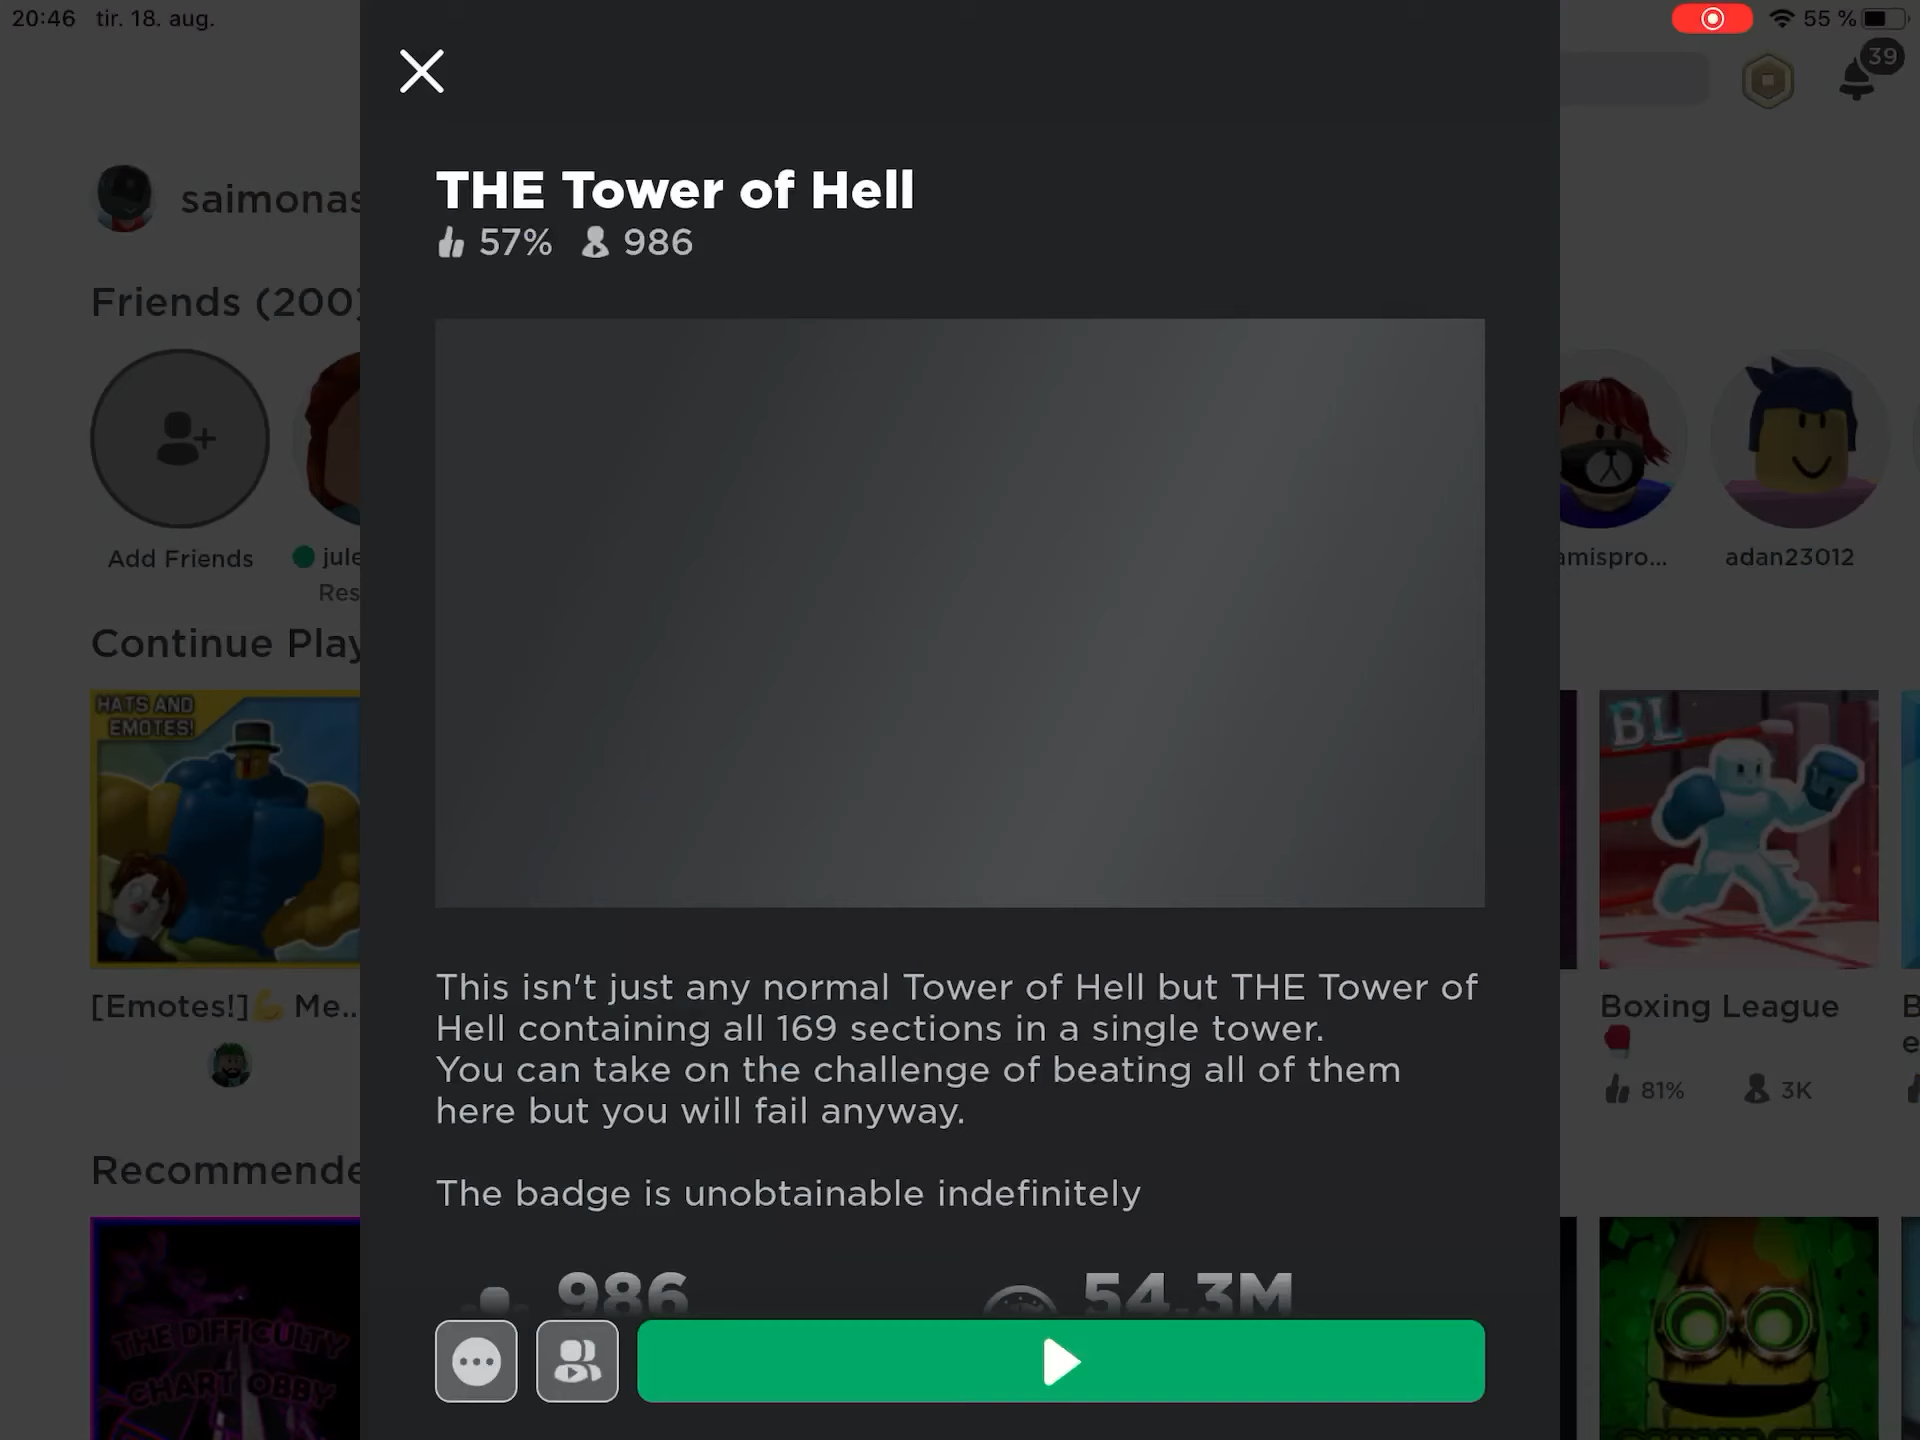 20:46 tir. 18. aug.
55 %
39
saimonas
THE Tower of Hell
57% 986
Friends (200)
Add Friends
jule
Res
amispro...
adan23012
Continue Play
HATS AND
EMOTES!
BL
[Emotes!]💪 Me..
Boxing League
🥊
81% 3K
This isn't just any normal Tower of Hell but THE Tower of
Hell containing all 169 sections in a single tower.
You can take on the challenge of beating all of them
here but you will fail anyway.
The badge is unobtainable indefinitely
Recommende
986 54.3M
THE DIFFICULTY
CHART OBBY